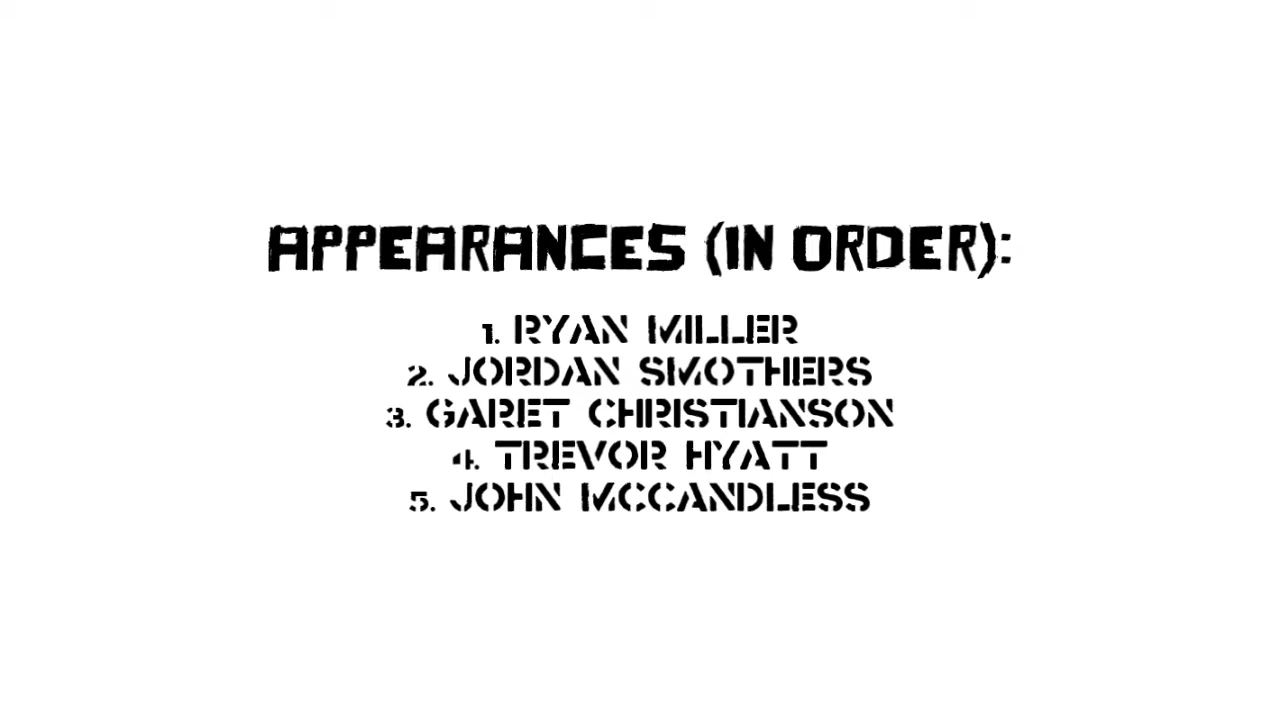 APPEARANCES (IN ORDER):
1. RYAN MILLER
2. JORDAN SMOTHERS
3. GARET CHRISTIANSON
4. TREVOR HYATT
5. JOHN MCCANDLESS